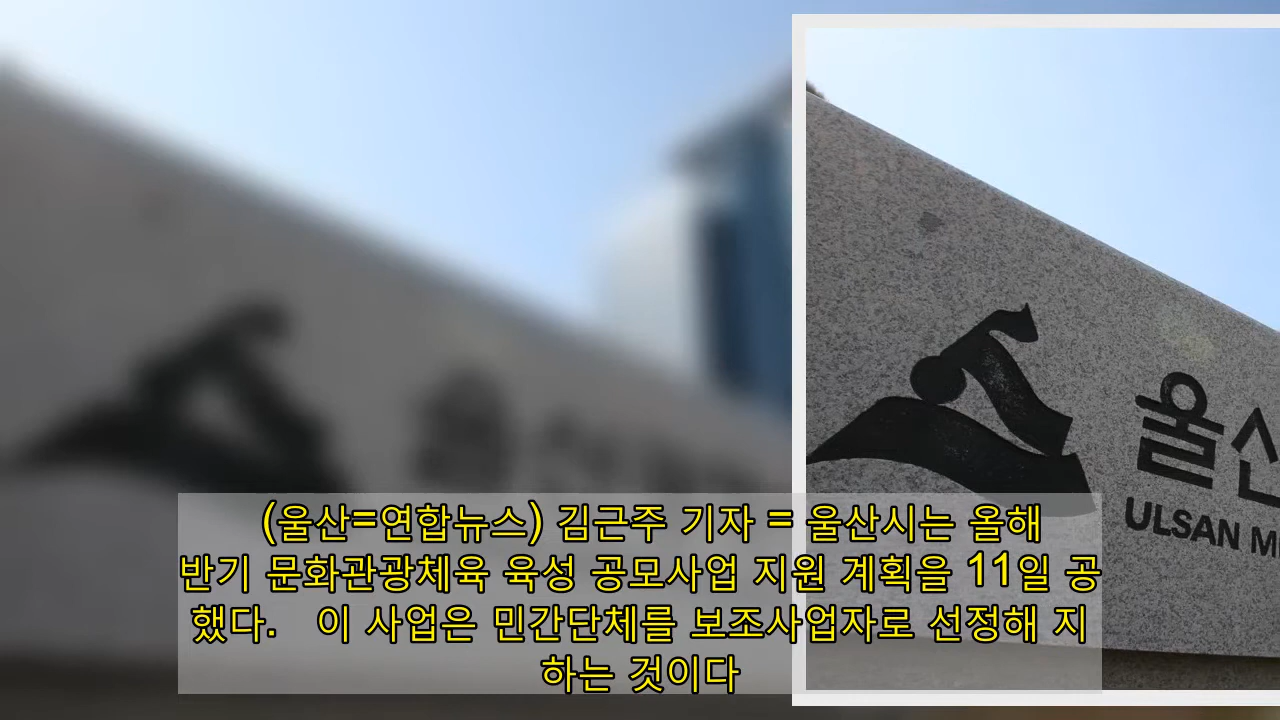 울산
ULSAN M
(울산=연합뉴스) 김근주 기자 = 울산시는 올해
반기 문화관광체육 육성 공모사업 지원 계획을 11일 공
했다. 이 사업은 민간단체를 보조사업자로 선정해 지
하는 것이다